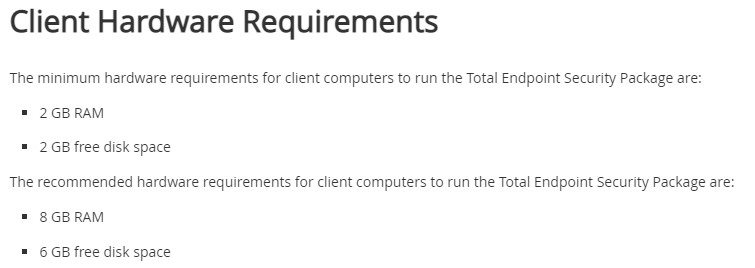 Client Hardware Requirements
The minimum hardware requirements for client computers to run the Total Endpoint Security Package are:
▪ 2 GB RAM
▪ 2 GB free disk space
The recommended hardware requirements for client computers to run the Total Endpoint Security Package are:
▪ 8 GB RAM
▪ 6 GB free disk space